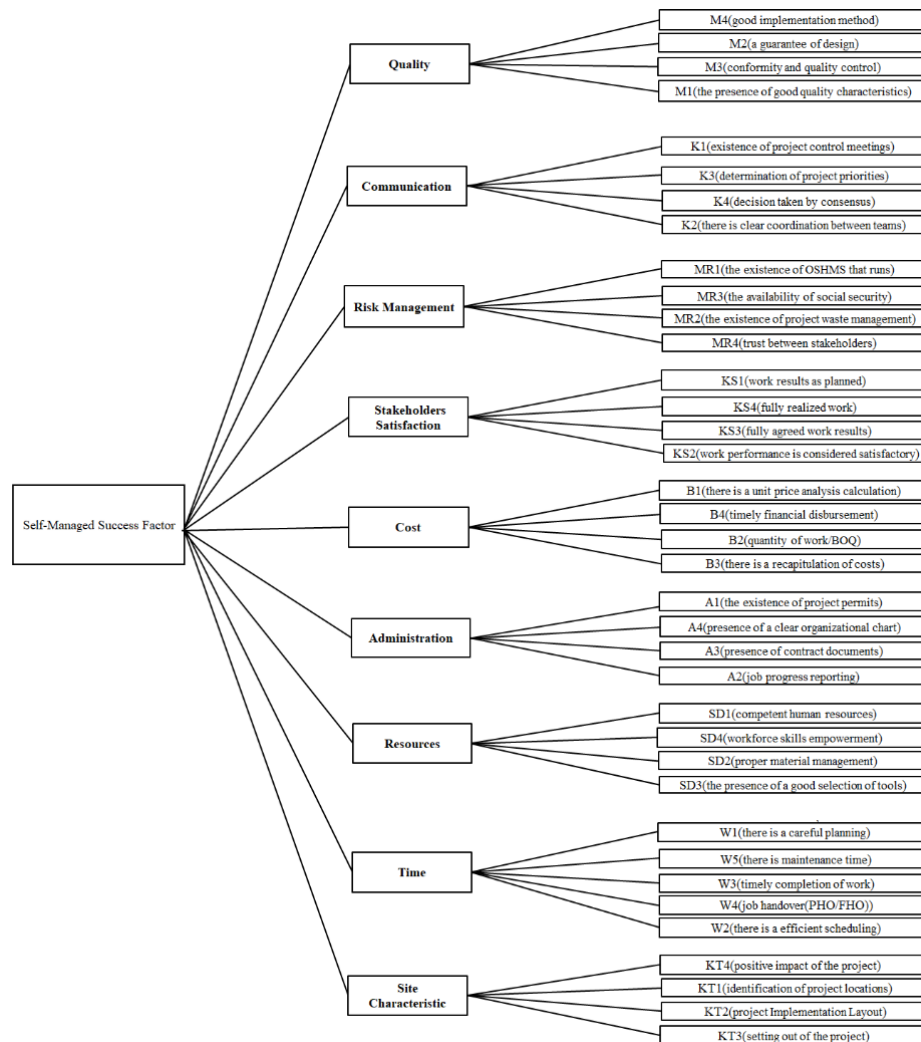 M4(good implementation method)
M2(a guarantee of design)
Quality
M3(conformity and quality control)
M1(the presence of good quality characteristics)
K1(existence of project control meetings)
K3(determination of project priorities)
Communication
K4(decision taken by consensus)
K2(there is clear coordination between teams)
MR1(the existence of OSHMS that runs)
MR3(the availability of social security)
Risk Management
MR2(the existence of project waste management)
MR4(trust between stakeholders)
KS1(work results as planned)
KS4(fully realized work)
Stakeholders
Satisfaction
KS3(fully agreed work results)
KS2(work performance is considered satisfactory)
Self-Managed Success Factor
B1(there is a unit price analysis calculation)
B4(timely financial disbursement)
Cost
B2(quantity of work/BOQ)
B3(there is a recapitulation of costs)
A1(the existence of project permits)
A4(presence of a clear organizational chart)
Administration
A3(presence of contract documents)
A2(job progress reporting)
SD1(competent human resources)
SD4(workforce skills empowerment)
Resources
SD2(proper material management)
SD3(the presence of a good selection of tools)
W1(there is a careful planning)
W5(there is maintenance time)
Time
W3(timely completion of work)
W4(job handover(PHO/FHO))
W2(there is a efficient scheduling)
KT4(positive impact of the project)
KT1(identification of project locations)
Site
Characteristic
KT2(project Implementation Layout)
KT3(setting out of the project)